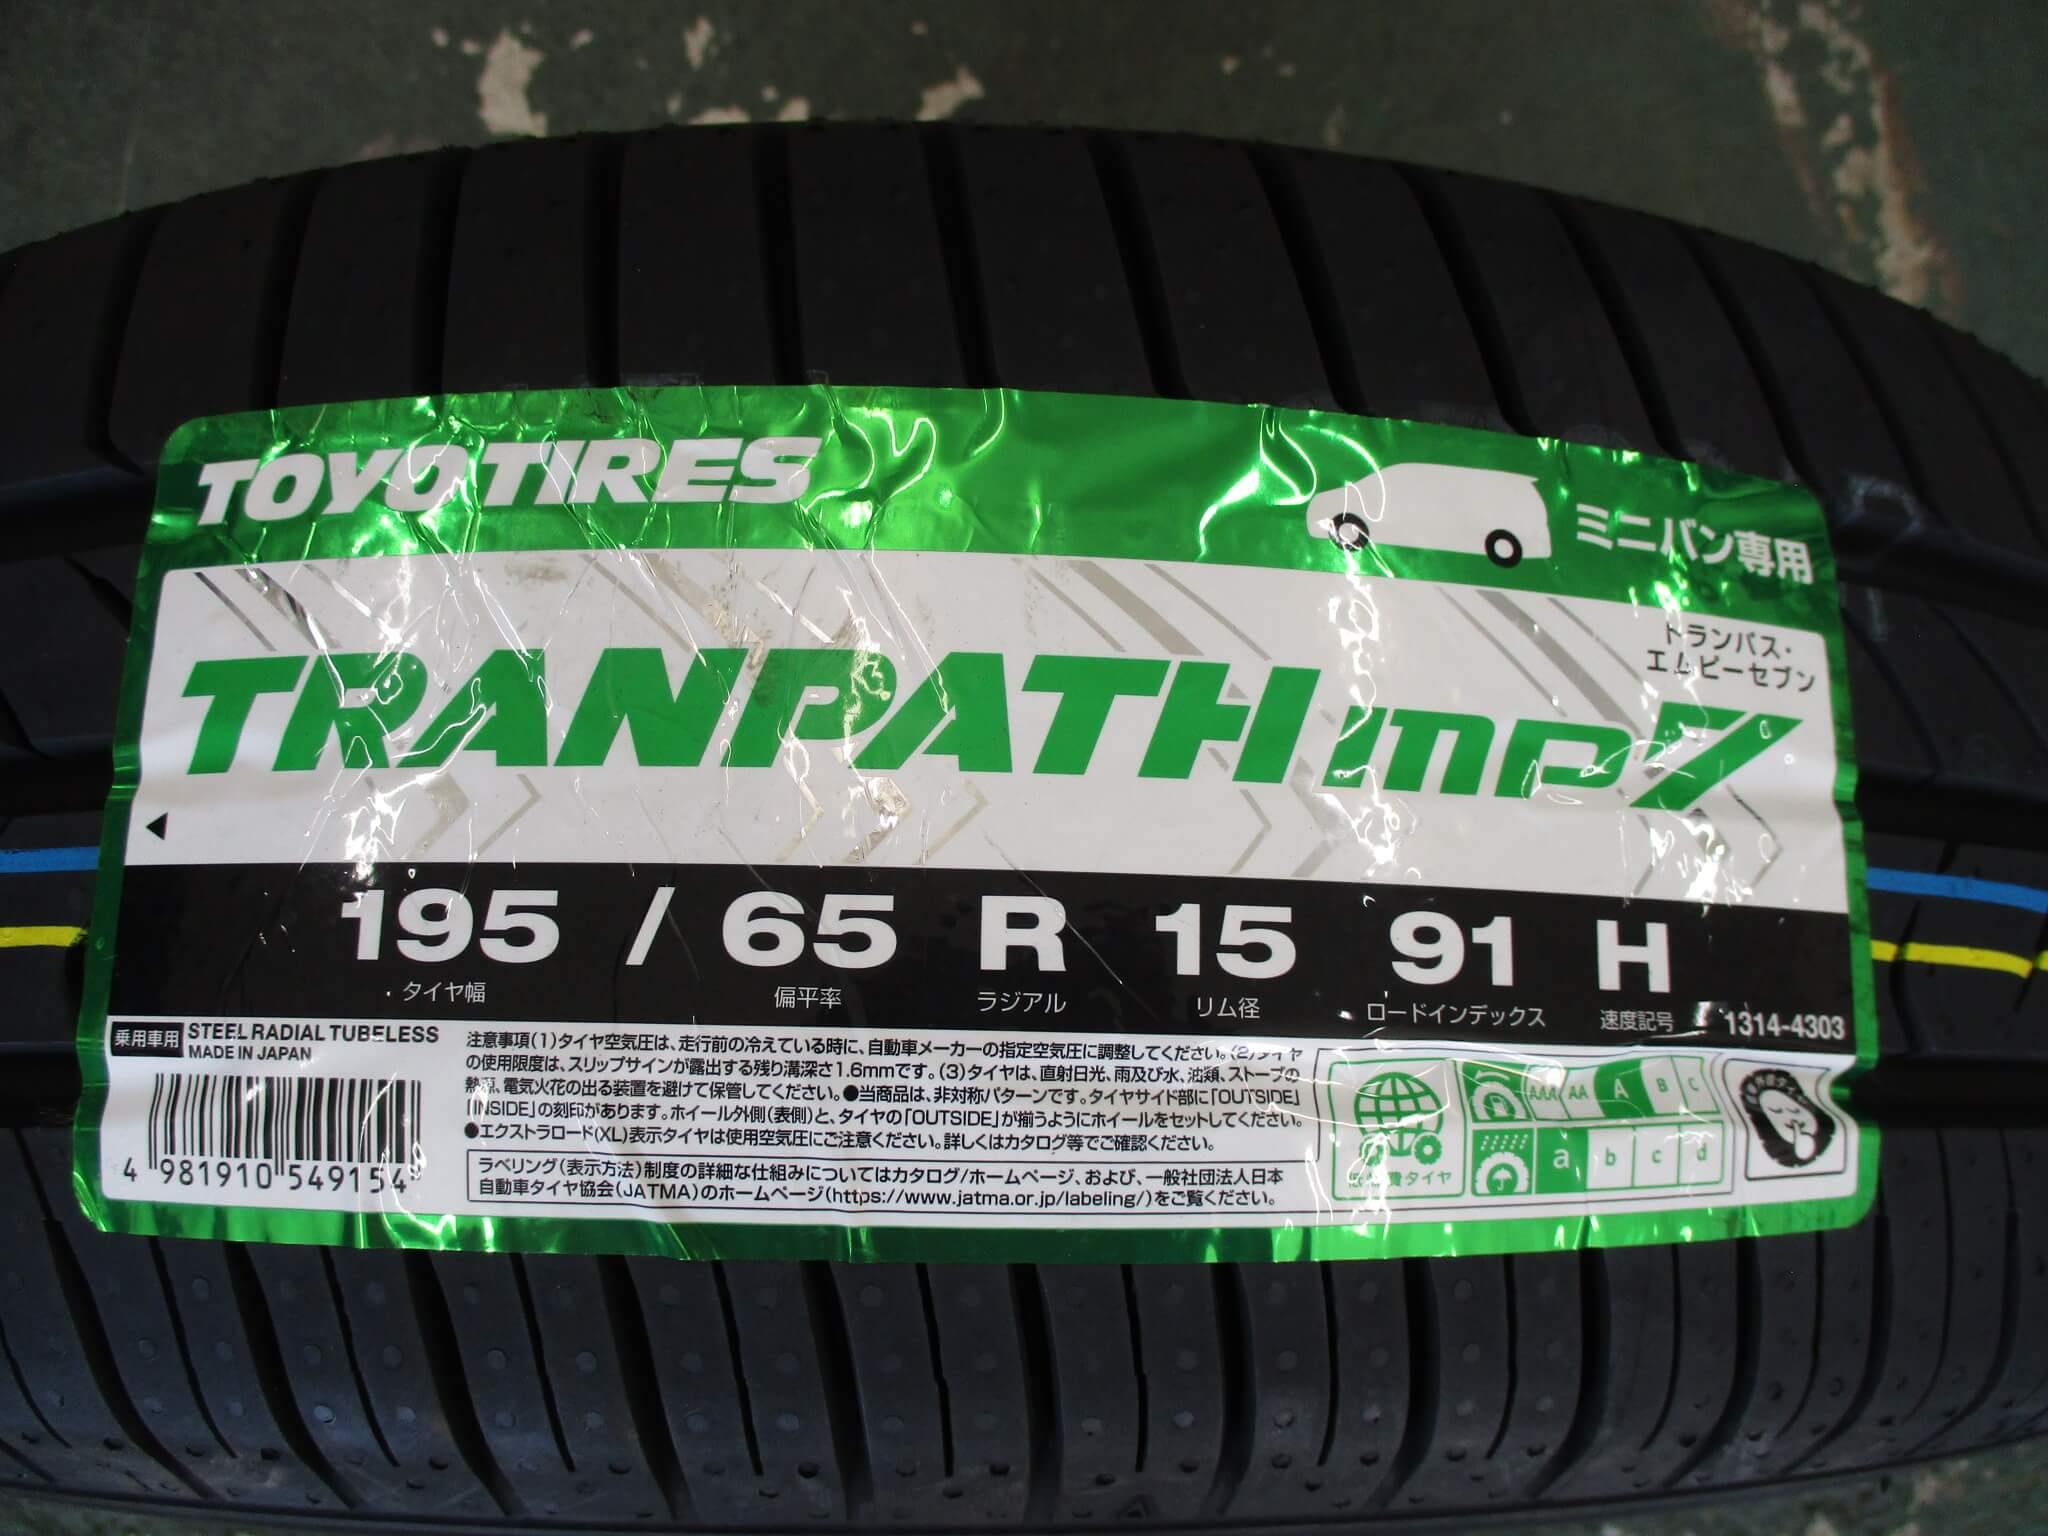 TOYO TIRES
ミニバン専用
トランパス・
エムピーセブン
TRANPATH mp7
195 / 65 R 15 91 H
タイヤ幅 偏平率 ラジアル リム径 ロードインデックス 速度記号 1314-4303
乗用車用 STEEL RADIAL TUBELESS
MADE IN JAPAN
注意事項(1)タイヤ空気圧は、走行前の冷えている時に、自動車メーカーの指定空気圧に調整してください。(2)タイヤ
の使用限度は、スリップサインが露出する残り溝深さ1.6mmです。(3)タイヤは、直射日光、雨及び水、油類、ストーブの
熱源、電気火花の出る装置を避けて保管してください。●当商品は、非対称パターンです。タイヤサイド部に「OUTSIDE」
「INSIDE」の刻印があります。ホイール外側(表側)と、タイヤの「OUTSIDE」が揃うようにホイールをセットしてください。
●エクストラロード(XL)表示タイヤは使用空気圧にご注意ください。詳しくはカタログ等でご確認ください。
ラベリング(表示方法)制度の詳細な仕組みについてはカタログ/ホームページ、および、一般社団法人日本
自動車タイヤ協会(JATMA)のホームページ(https://www.jatma.or.jp/labeling/)をご覧ください。
4 981910 549154
AAA AA A B C
a b c d
低燃費タイヤ